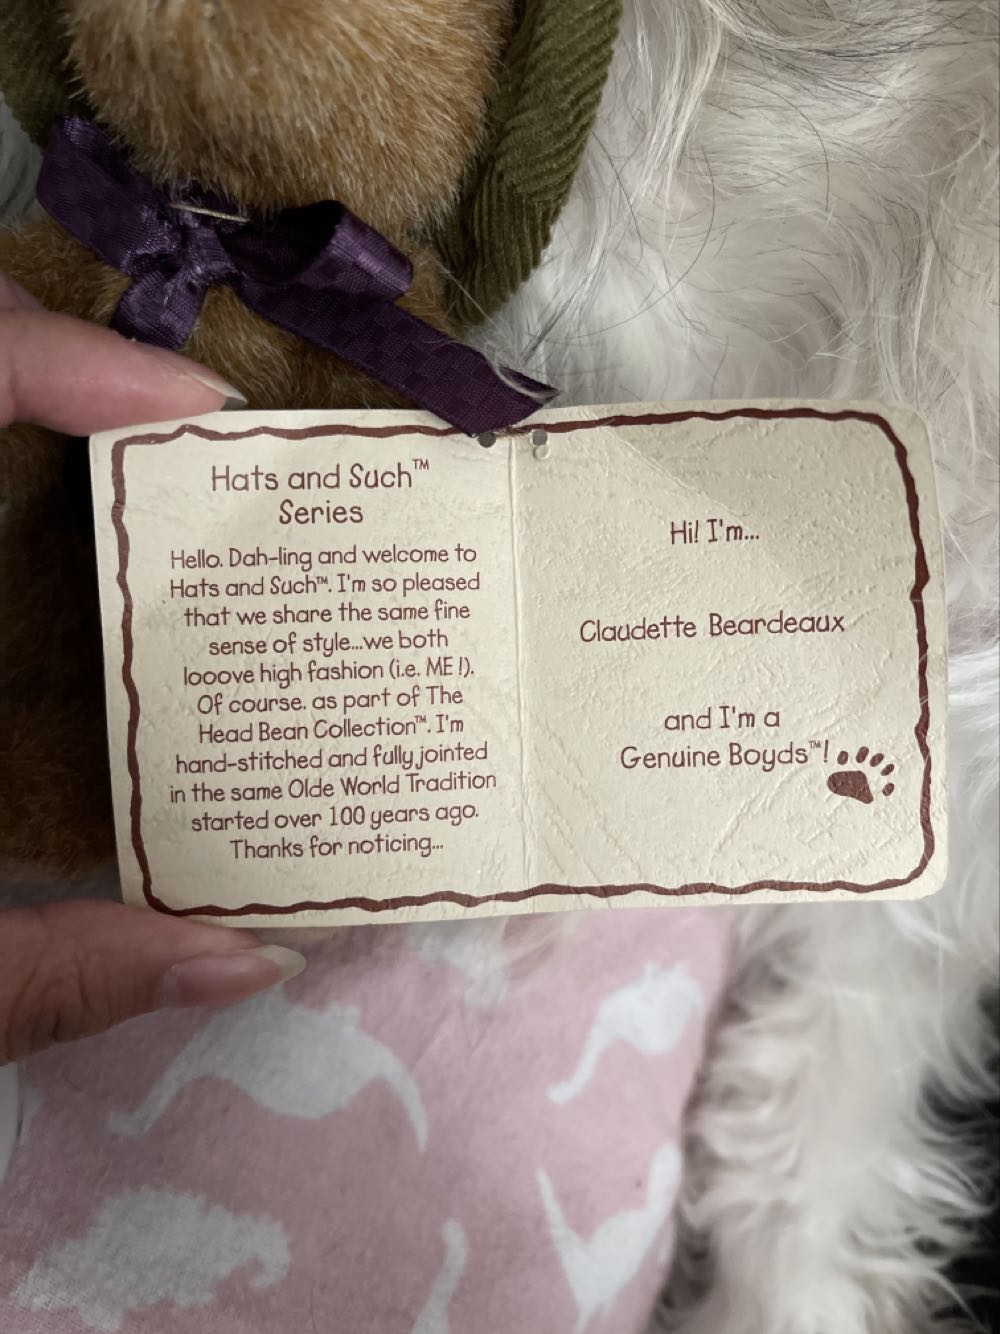 Hats and Such™
Series
Hello. Dah-ling and welcome to
Hats and Such™. I'm so pleased
that we share the same fine
sense of style...we both
looove high fashion (i.e. ME !).
Of course. as part of The
Head Bean Collection™. I'm
hand-stitched and fully jointed
in the same Olde World Tradition
started over 100 years ago.
Thanks for noticing...
Hi! I'm...
Claudette Beardeaux
and I'm a
Genuine Boyds™!